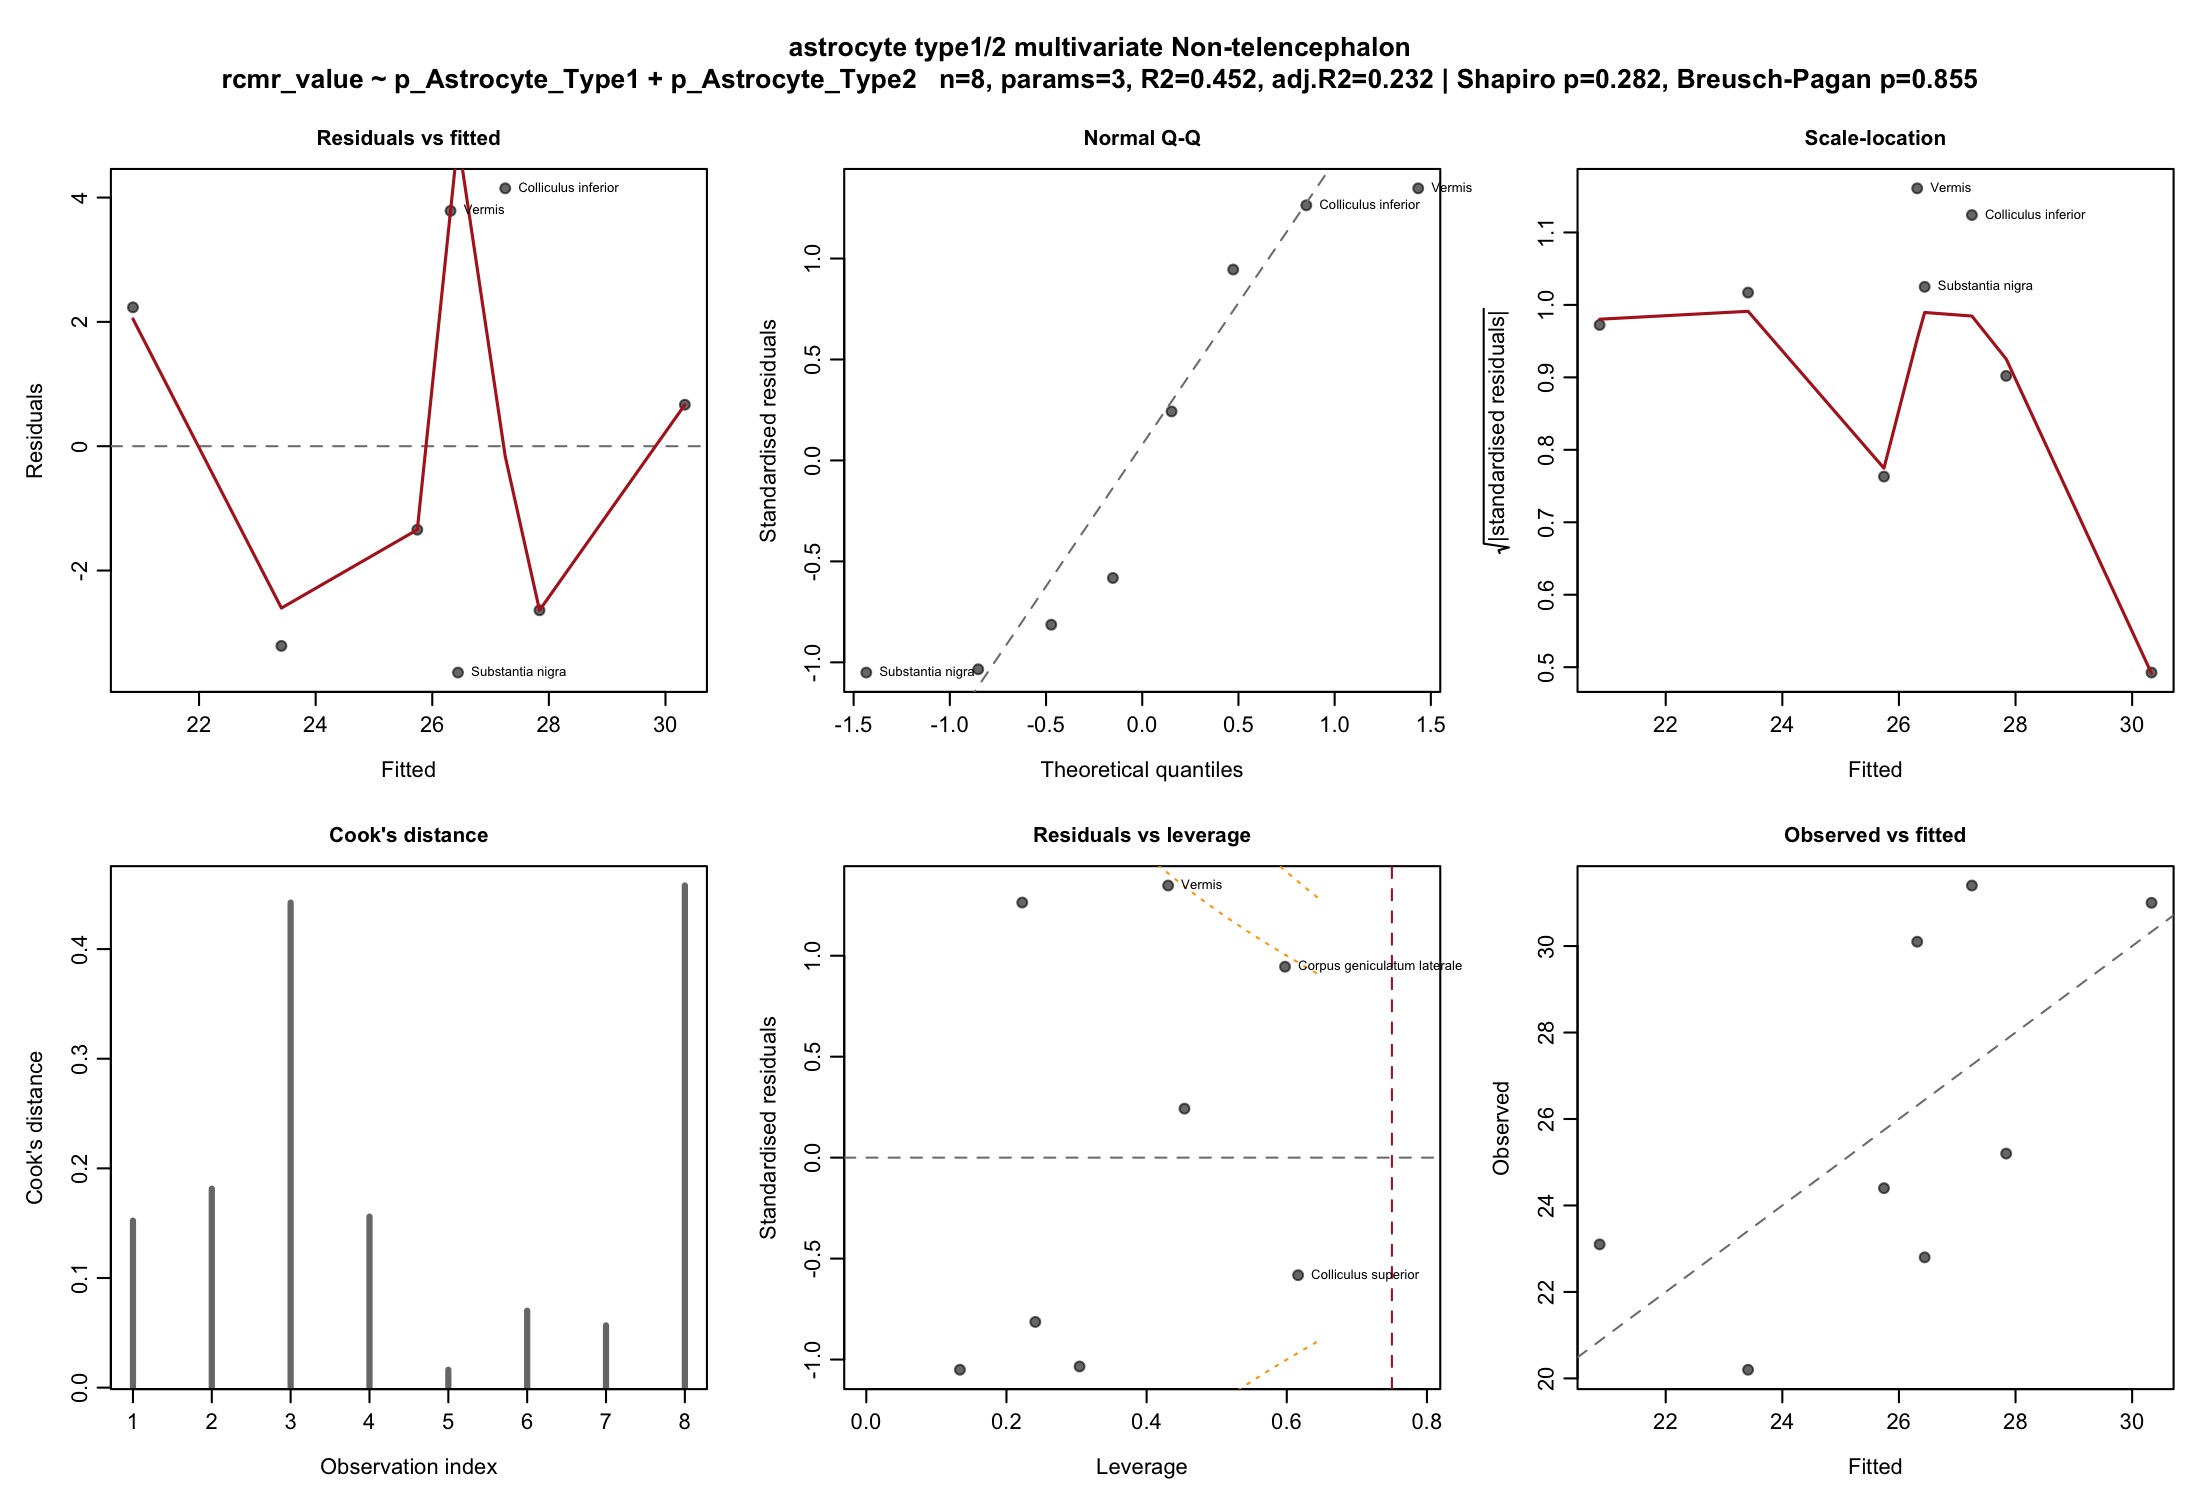 astrocyte type1/2 multivariate Non-telencephalon
rcmr_value ~ p_Astrocyte_Type1 + p_Astrocyte_Type2   n=8, params=3, R2=0.452, adj.R2=0.232 | Shapiro p=0.282, Breusch-Pagan p=0.855
Residuals vs fitted
Residuals
4
2
0
-2
Colliculus inferior
Vermis
Substantia nigra
22 24 26 28 30
Fitted
Normal Q-Q
Standardised residuals
1.0
0.5
0.0
-0.5
-1.0
Vermis
Colliculus inferior
Substantia nigra
-1.5 -1.0 -0.5 0.0 0.5 1.0 1.5
Theoretical quantiles
Scale-location
√|standardised residuals|
1.1
1.0
0.9
0.8
0.7
0.6
0.5
Vermis
Colliculus inferior
Substantia nigra
22 24 26 28 30
Fitted
Cook's distance
Cook's distance
0.4
0.3
0.2
0.1
0.0
1 2 3 4 5 6 7 8
Observation index
Residuals vs leverage
Standardised residuals
1.0
0.5
0.0
-0.5
-1.0
Vermis
Corpus geniculatum laterale
Colliculus superior
0.0 0.2 0.4 0.6 0.8
Leverage
Observed vs fitted
Observed
30
28
26
24
22
20
22 24 26 28 30
Fitted